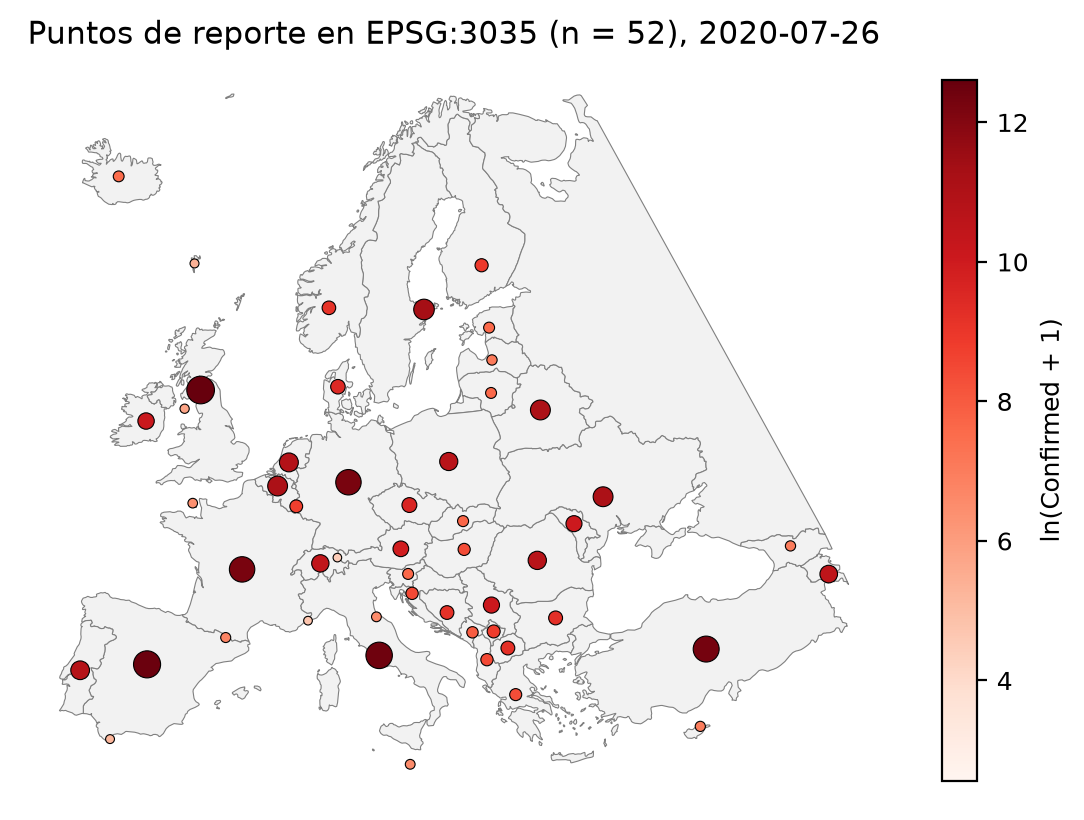 Puntos de reporte en EPSG:3035 (n = 52), 2020-07-26
12
10
8
6
4
ln(Confirmed + 1)